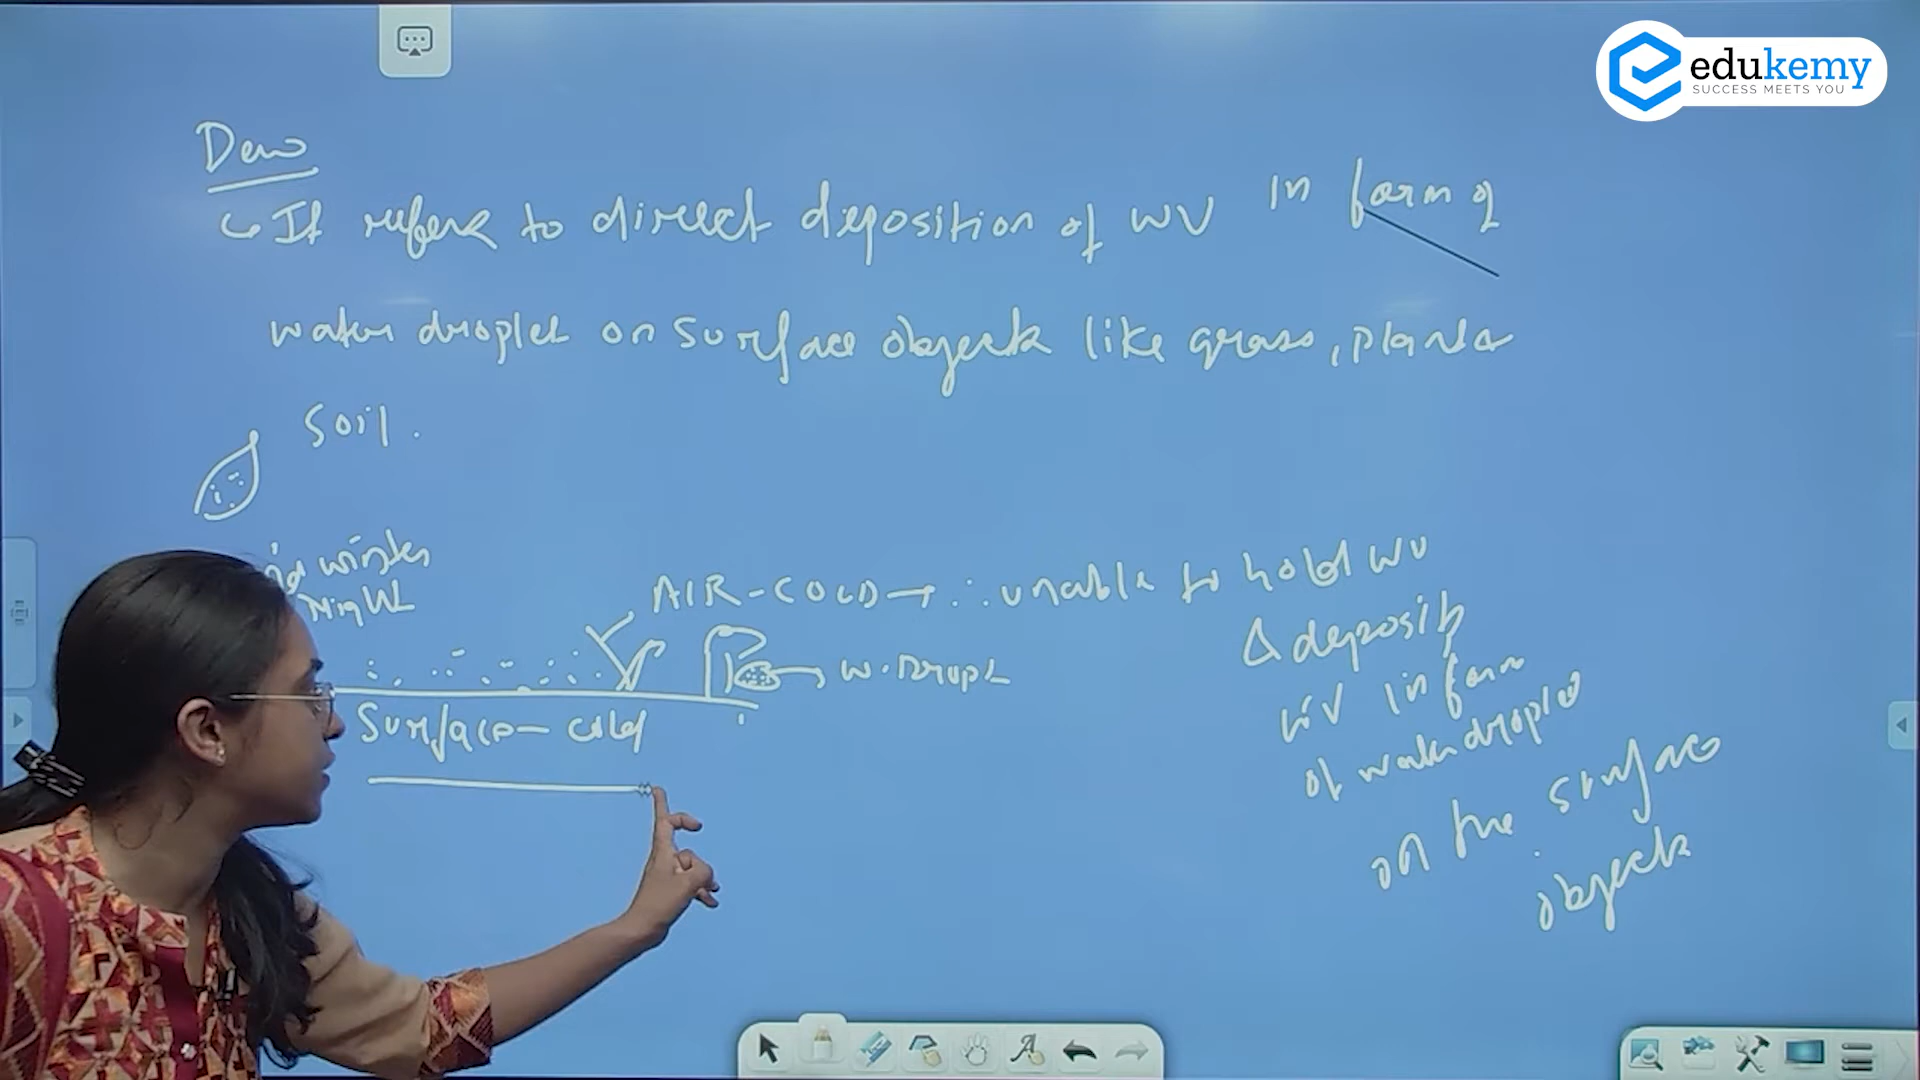 edukemy
SUCCESS MEETS YOU
Dew
↳ It refers to direct deposition of WV in form of
water droplet on surface objects like grass, plants
soil.
winter
Night
AIR-COLD → ∴ unable to hold WV
& deposits
WV in form
of water droplet
on the surface
objects
W. Dropl
Surface - cold